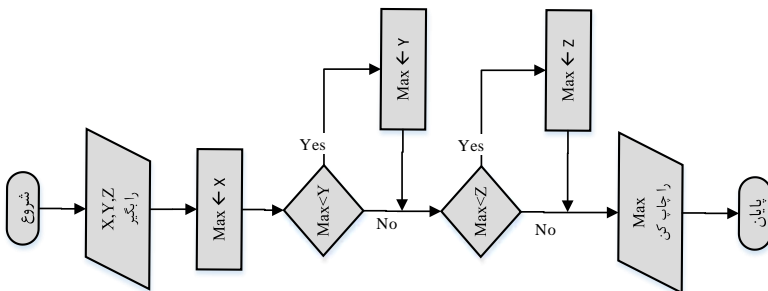 شروع
X,Y,Z
را بگیر
Max ← X
Max<Y
Yes
Max ← Y
No
Max<Z
Yes
Max ← Z
No
Max
را چاپ کن
پایان